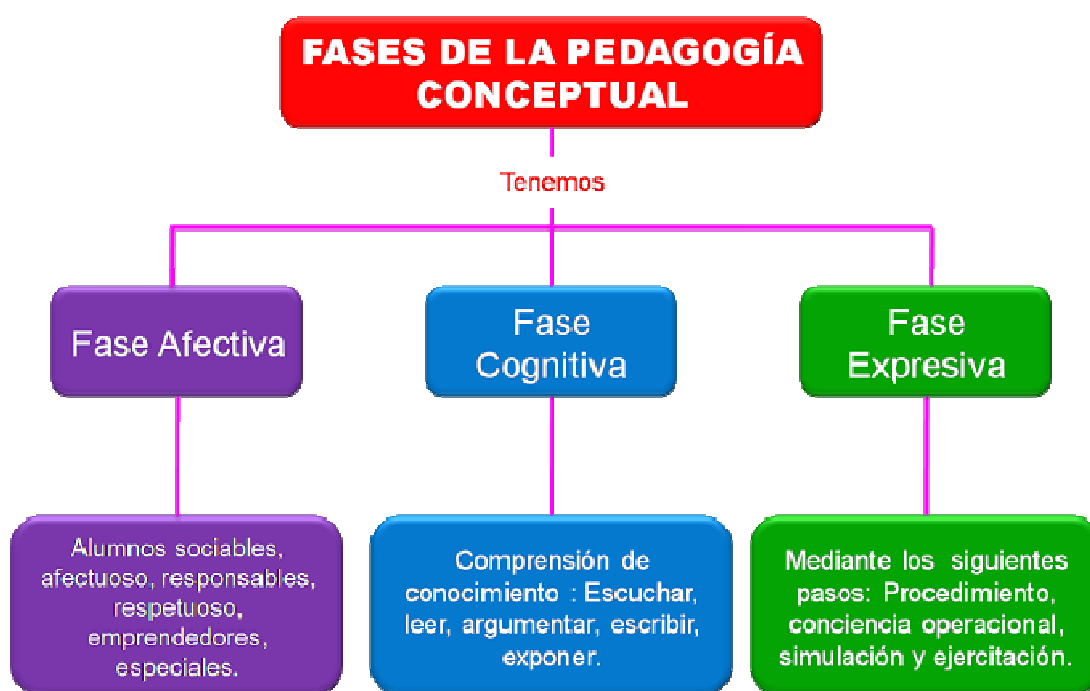 FASES DE LA PEDAGOGÍA
CONCEPTUAL
Tenemos
Fase Afectiva
Fase
Cognitiva
Fase
Expresiva
Alumnos sociables,
afectuoso, responsables,
respetuoso,
emprendedores,
especiales.
Comprensión de
conocimiento : Escuchar,
leer, argumentar, escribir,
exponer.
Mediante los siguientes
pasos: Procedimiento,
conciencia operacional,
simulación y ejercitación.